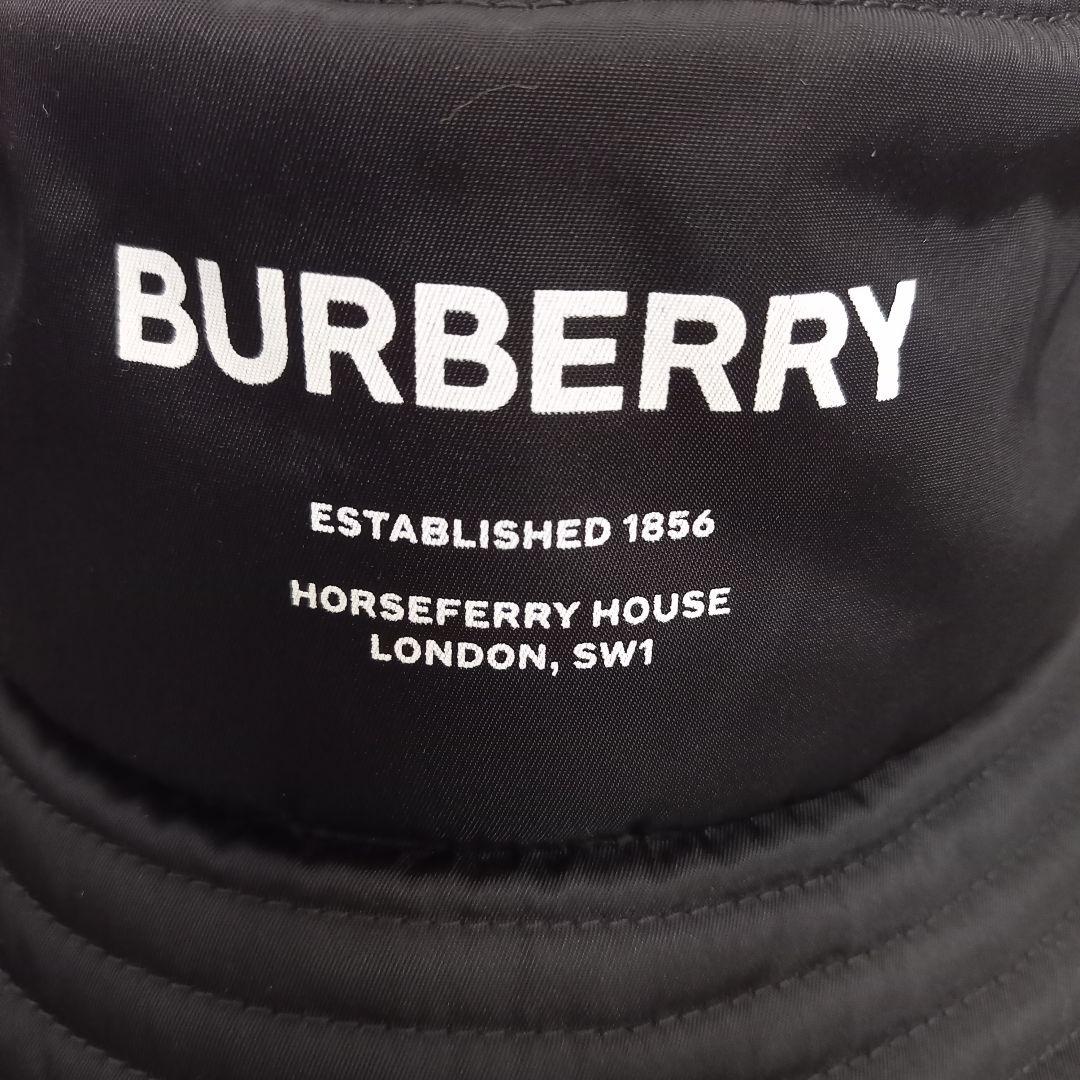 BURBERRY
ESTABLISHED 1856
HORSEFERRY HOUSE
LONDON, SW1